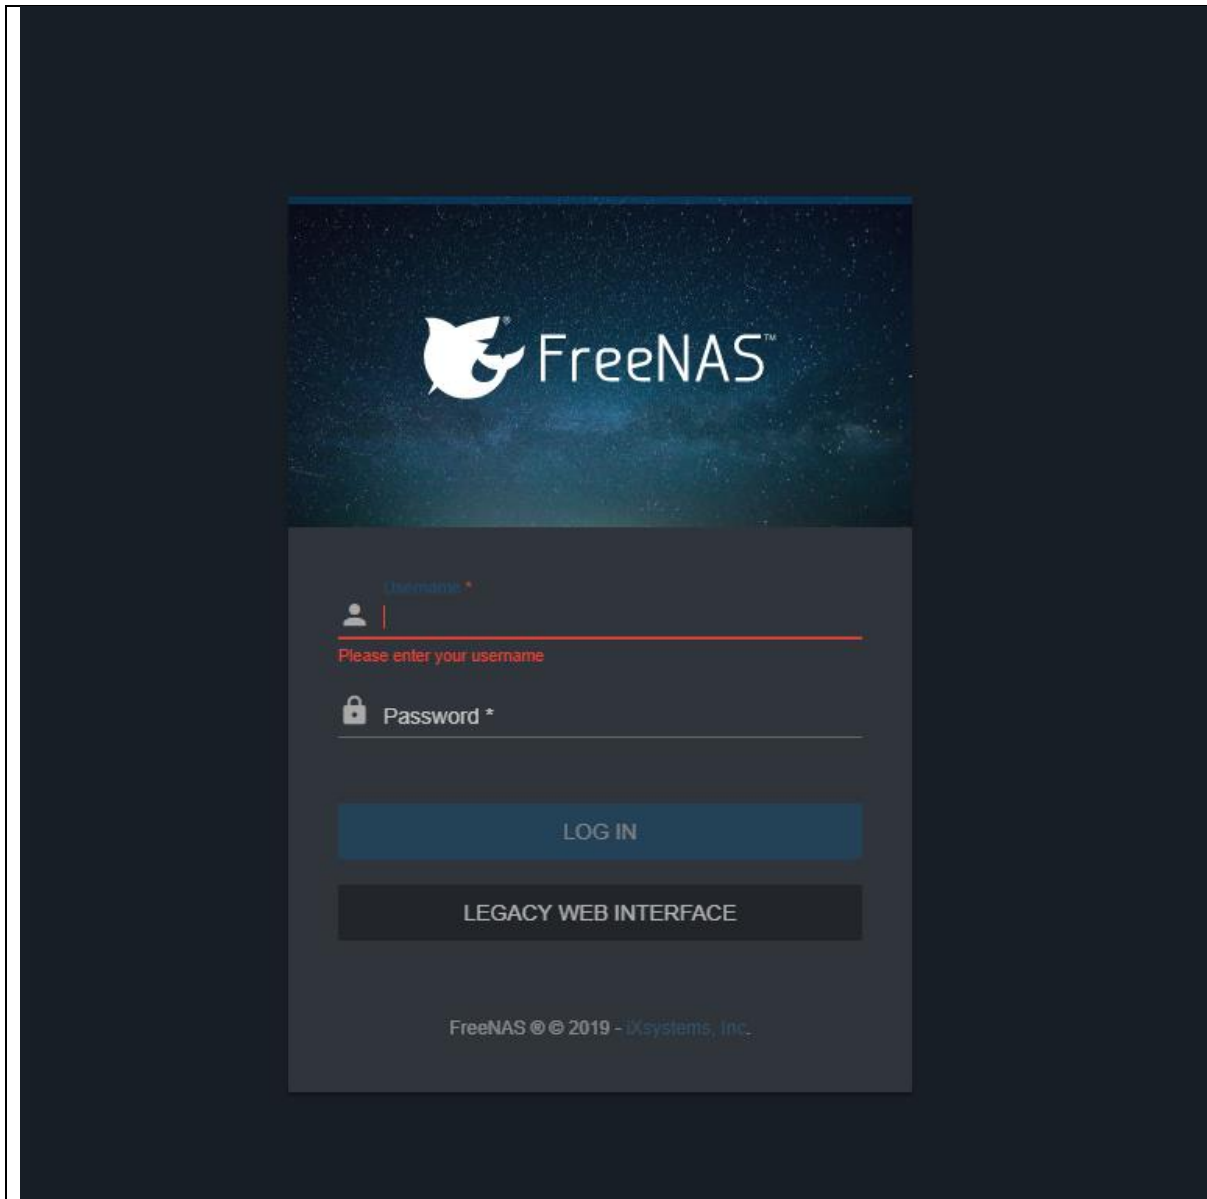 FreeNAS™
Username *
Please enter your username
Password *
LOG IN
LEGACY WEB INTERFACE
FreeNAS ® © 2019 - iXsystems, Inc.